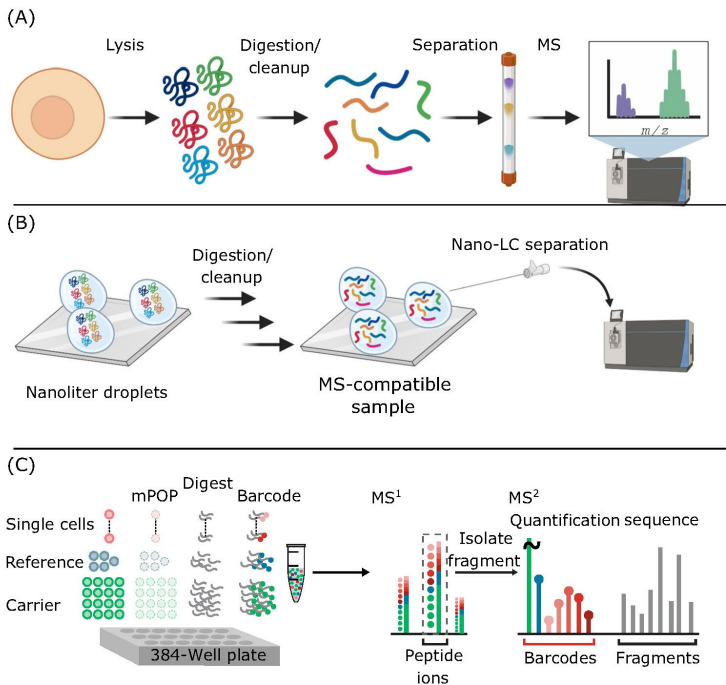 (A)
Lysis
Digestion/
cleanup
Separation
MS
m/z
(B)
Digestion/
cleanup
Nano-LC separation
Nanoliter droplets
MS-compatible
sample
(C)
mPOP
Digest
Barcode
Single cells
Reference
Carrier
384-Well plate
MS1
Isolate
fragment
Peptide
ions
MS2
Quantification sequence
Barcodes
Fragments